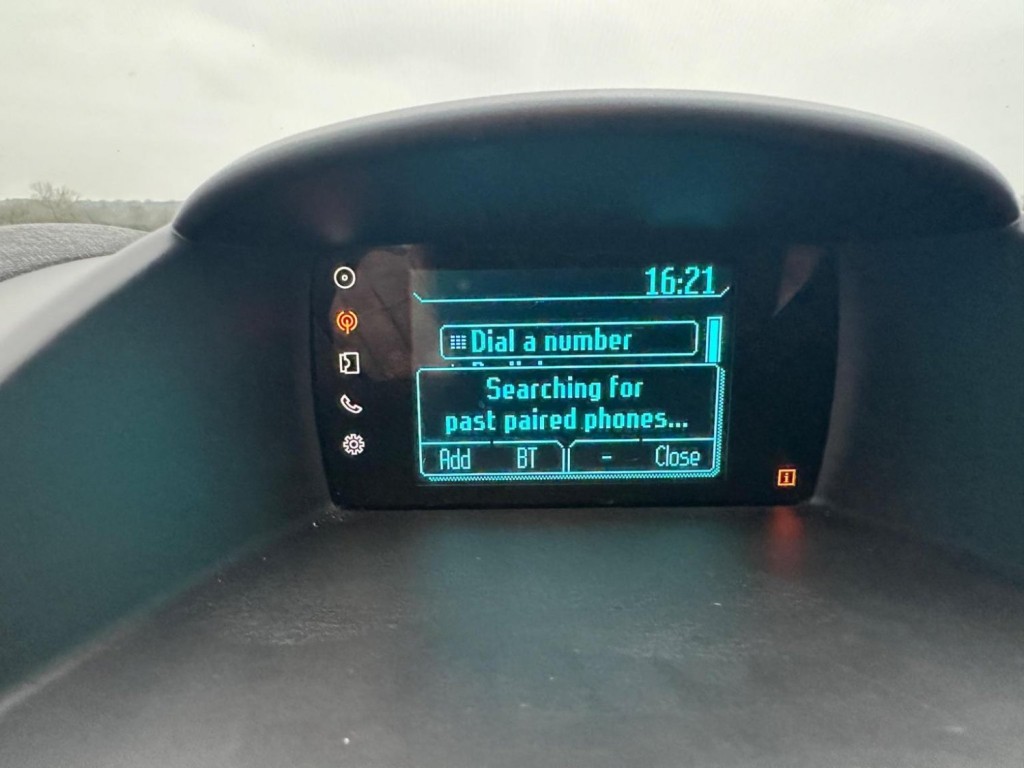 16:21
Dial a number
Searching for
past paired phones...
Add BT - Close
i